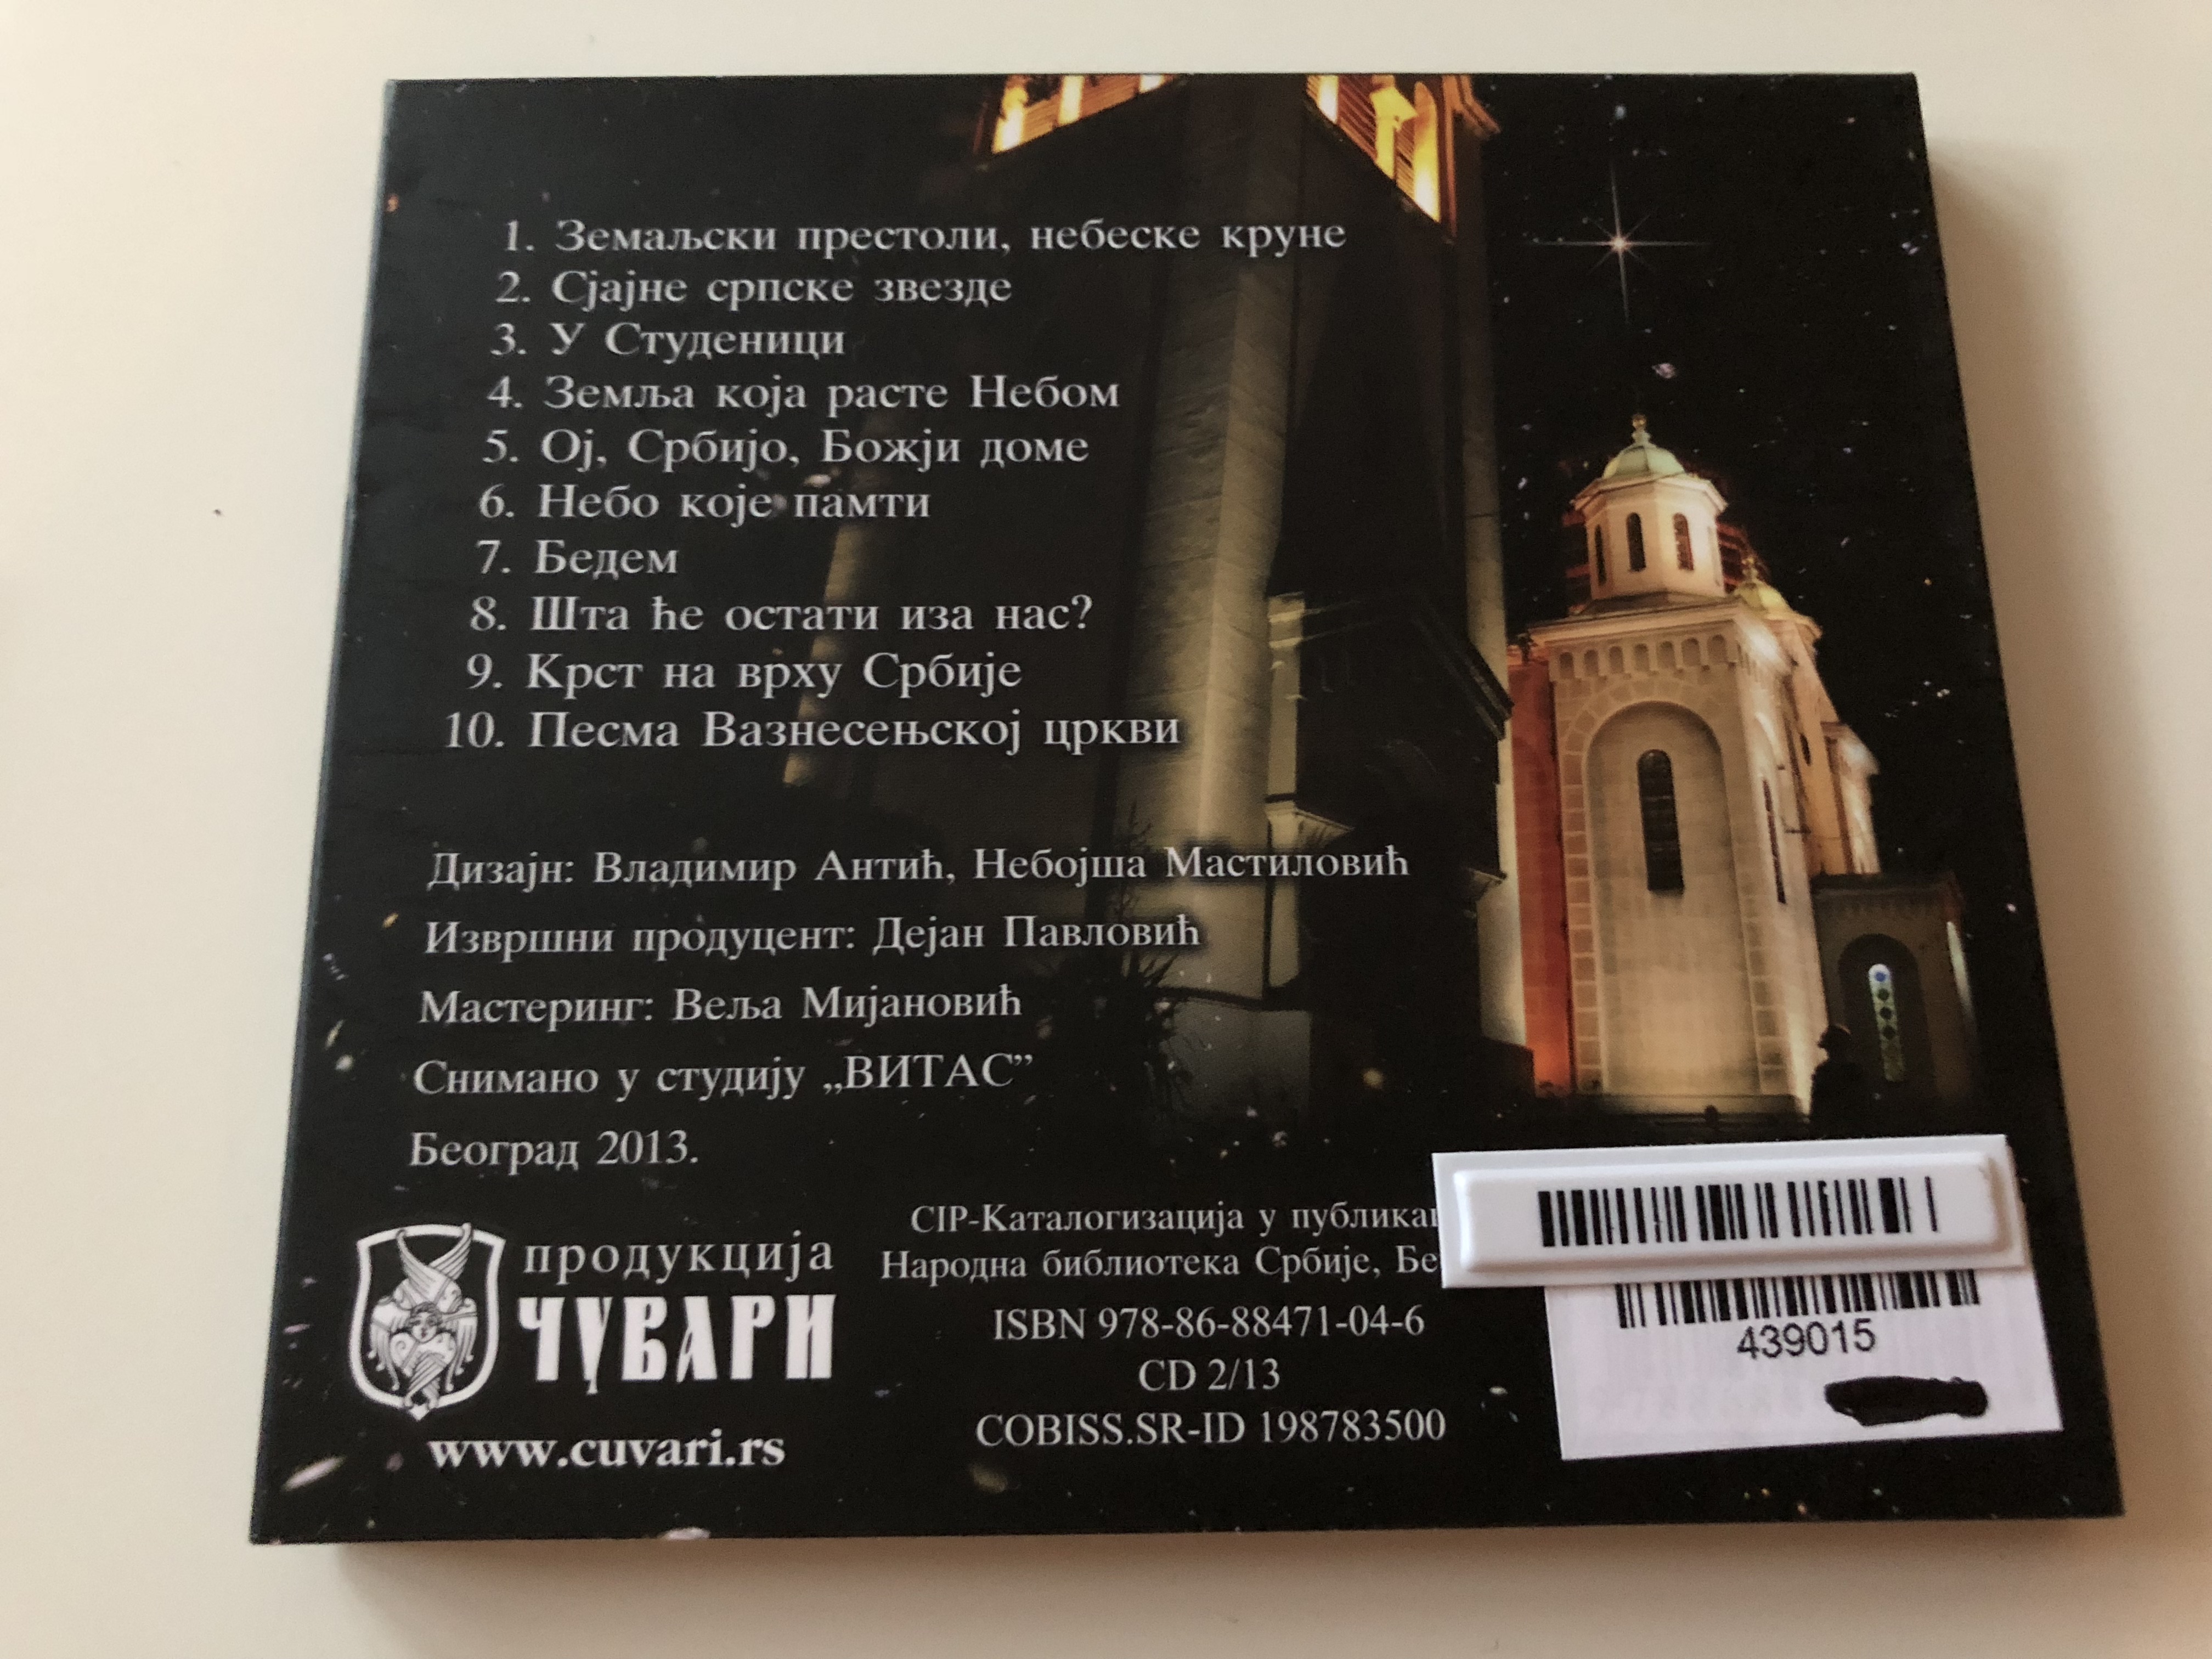 1. Земаљски престоли, небеске круне
2. Сјајне српске звезде
3. У Студеници
4. Земља која расте Небом
5. Ој, Србијо, Божји доме
6. Небо које памти
7. Бедем
8. Шта ће остати иза нас?
9. Крст на врху Србије
10. Песма Вазнесењској цркви
Дизајн: Владимир Антић, Небојша Мастиловић
Извршни продуцент: Дејан Павловић
Мастеринг: Веља Мијановић
Снимано у студију „ВИТАС”
Београд 2013.
продукција
ЧУВАРИ
www.cuvari.rs
CIP-Каталогизација у
Народна библиотека Србије,
ISBN 978-86-88471-04-6
CD 2/13
COBISS.SR-ID 198783500
439015